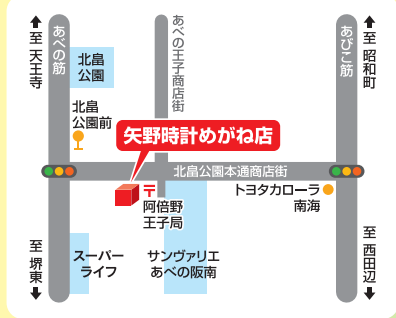 至 天王寺
あべの筋
北畠
公園
あべの王子商店街
あびこ筋
至 昭和町
北畠
公園前
矢野時計めがね店
北畠公園本通商店街
〒
阿倍野
王子局
トヨタカローラ
南海
至 堺東
スーパー
ライフ
サンヴァリエ
あべの阪南
至 西田辺